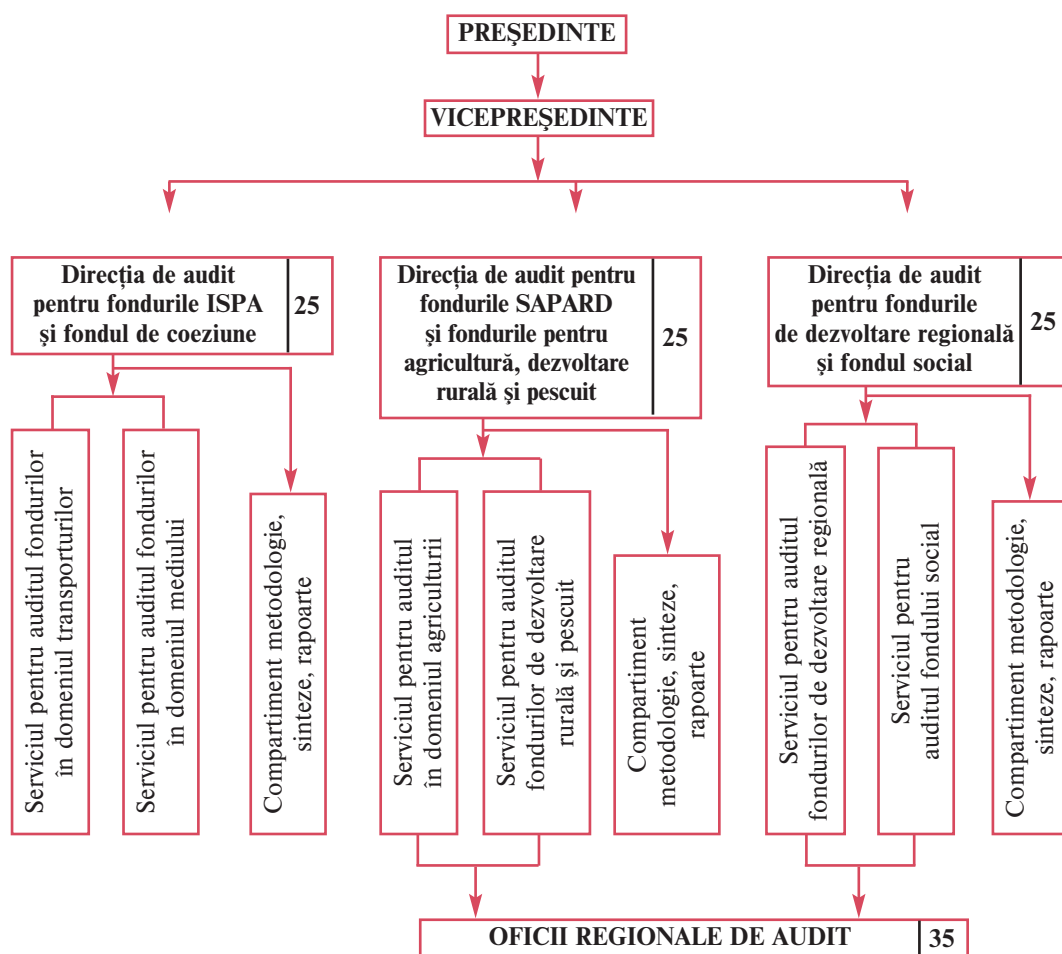 PREŞEDINTE
VICEPREŞEDINTE
Direcţia de audit
pentru fondurile ISPA
şi fondul de coeziune
25
Direcţia de audit pentru
fondurile SAPARD
şi fondurile pentru
agricultură, dezvoltare
rurală şi pescuit
25
Direcţia de audit
pentru fondurile
de dezvoltare regională
şi fondul social
25
Serviciul pentru auditul fondurilor
în domeniul transporturilor
Serviciul pentru auditul fondurilor
în domeniul mediului
Compartiment metodologie,
sinteze, rapoarte
Serviciul pentru auditul
în domeniul agriculturii
Serviciul pentru auditul
fondurilor de dezvoltare
rurală şi pescuit
Compartiment
metodologie, sinteze,
rapoarte
Serviciul pentru auditul
fondurilor de dezvoltare regională
Serviciul pentru
auditul fondului social
Compartiment metodologie,
sinteze, rapoarte
OFICII REGIONALE DE AUDIT
35